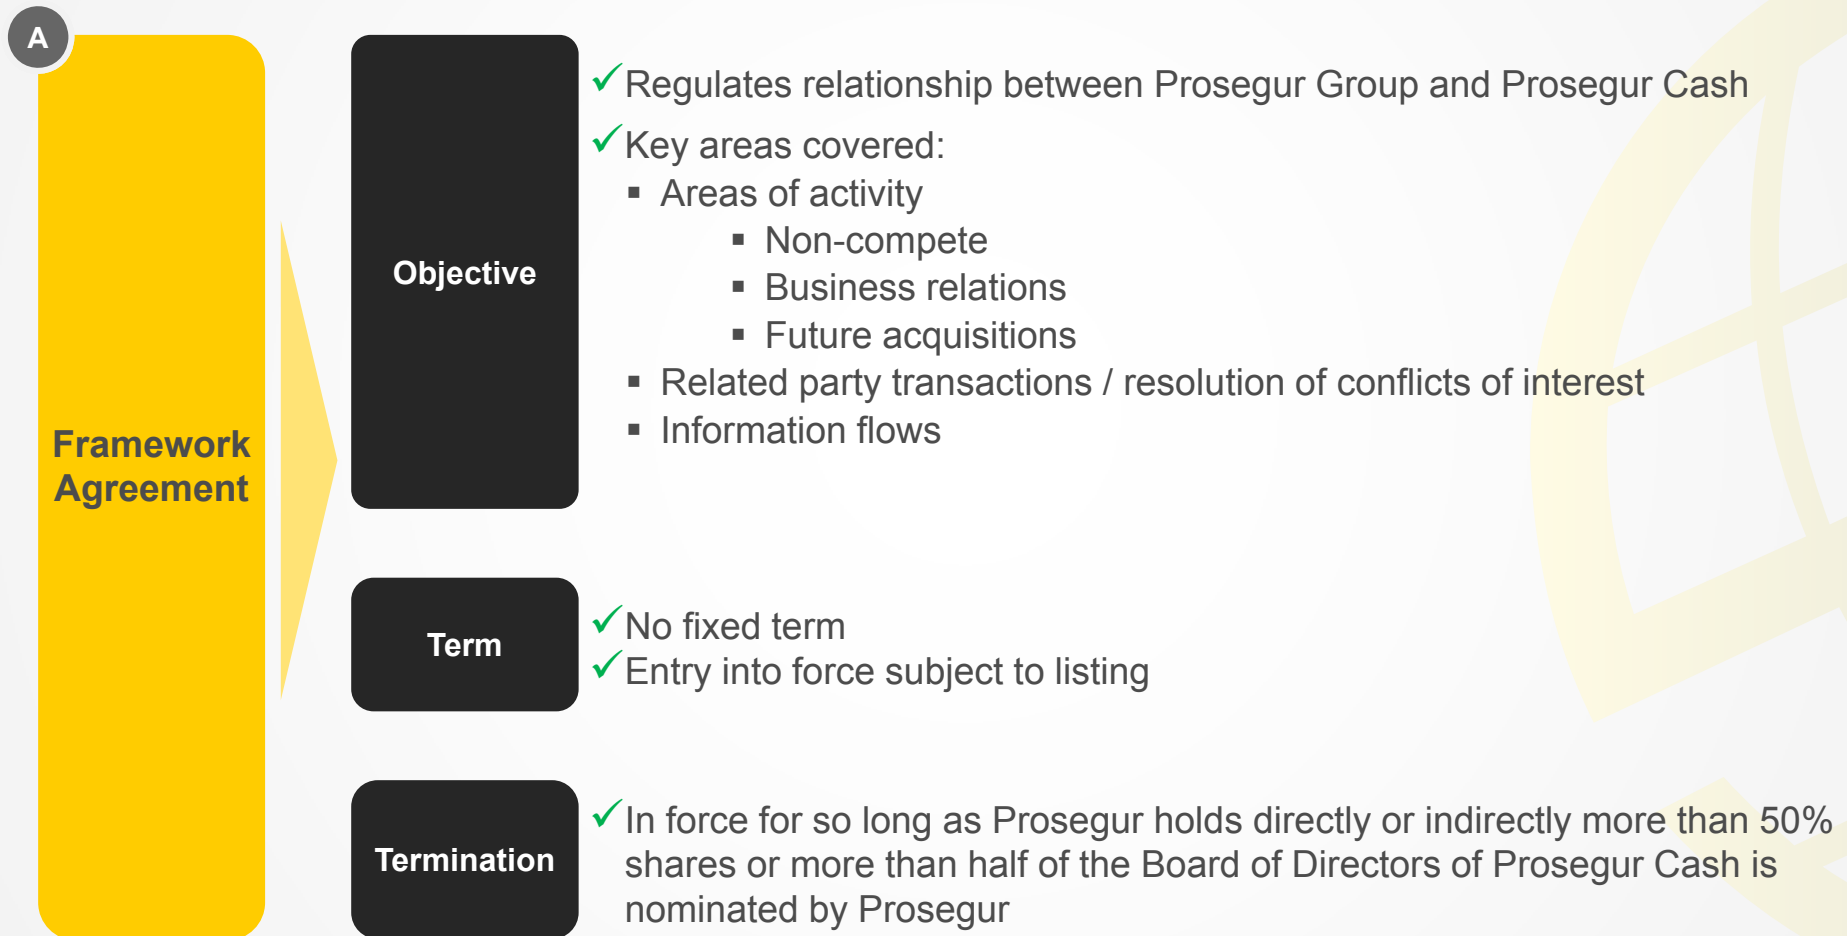 A
Framework
Agreement
Objective
✓Regulates relationship between Prosegur Group and Prosegur Cash
✓Key areas covered:
▪ Areas of activity
▪ Non-compete
▪ Business relations
▪ Future acquisitions
▪ Related party transactions / resolution of conflicts of interest
▪ Information flows
Term
✓No fixed term
✓Entry into force subject to listing
Termination
✓In force for so long as Prosegur holds directly or indirectly more than 50%
shares or more than half of the Board of Directors of Prosegur Cash is
nominated by Prosegur